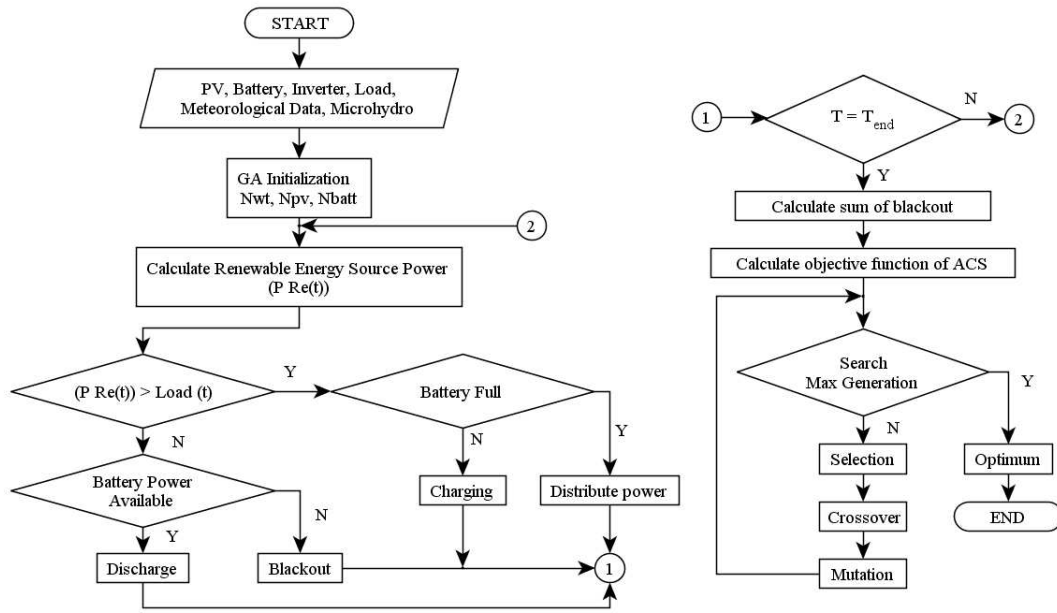 START
PV, Battery, Inverter, Load,
Meteorological Data, Microhydro
GA Initialization
Nwt, Npv, Nbatt
2
Calculate Renewable Energy Source Power
(P Re(t))
(P Re(t)) > Load (t)
Y
Battery Full
N
Y
N
Battery Power
Available
Charging
Distribute power
N
Y
Discharge
Blackout
1
1
T = Tend
N
2
Y
Calculate sum of blackout
Calculate objective function of ACS
Search
Max Generation
Y
N
Selection
Optimum
Crossover
END
Mutation